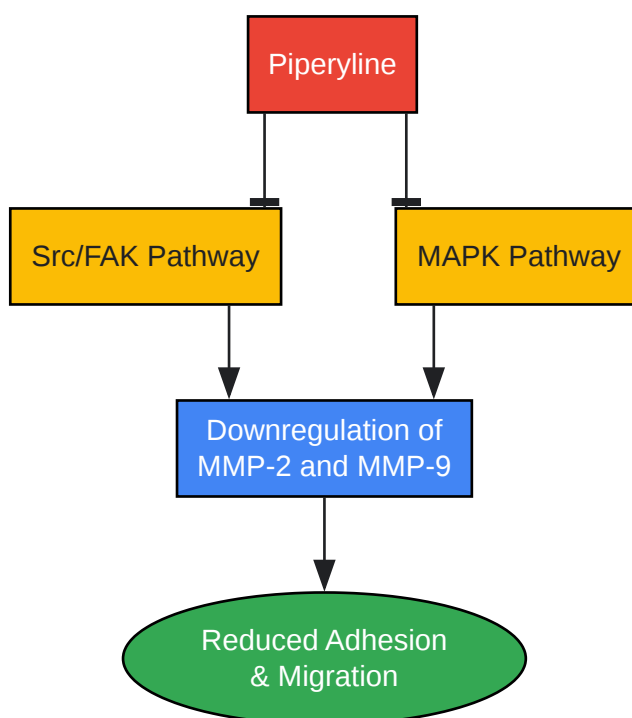 Piperyline
Src/FAK Pathway
MAPK Pathway
Downregulation of
MMP-2 and MMP-9
Reduced Adhesion
& Migration